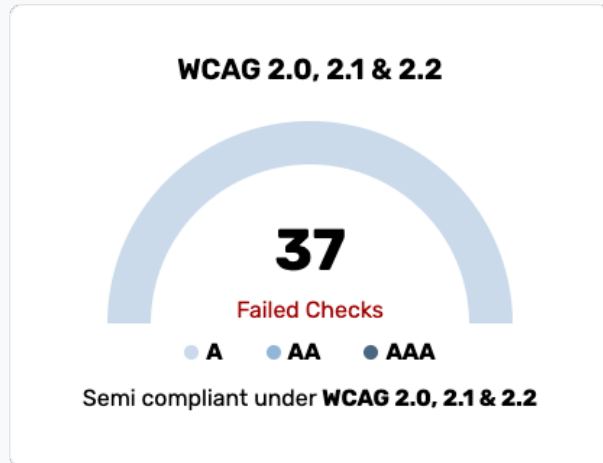 WCAG 2.0, 2.1 & 2.2
37
Failed Checks
A AA AAA
Semi compliant under WCAG 2.0, 2.1 & 2.2